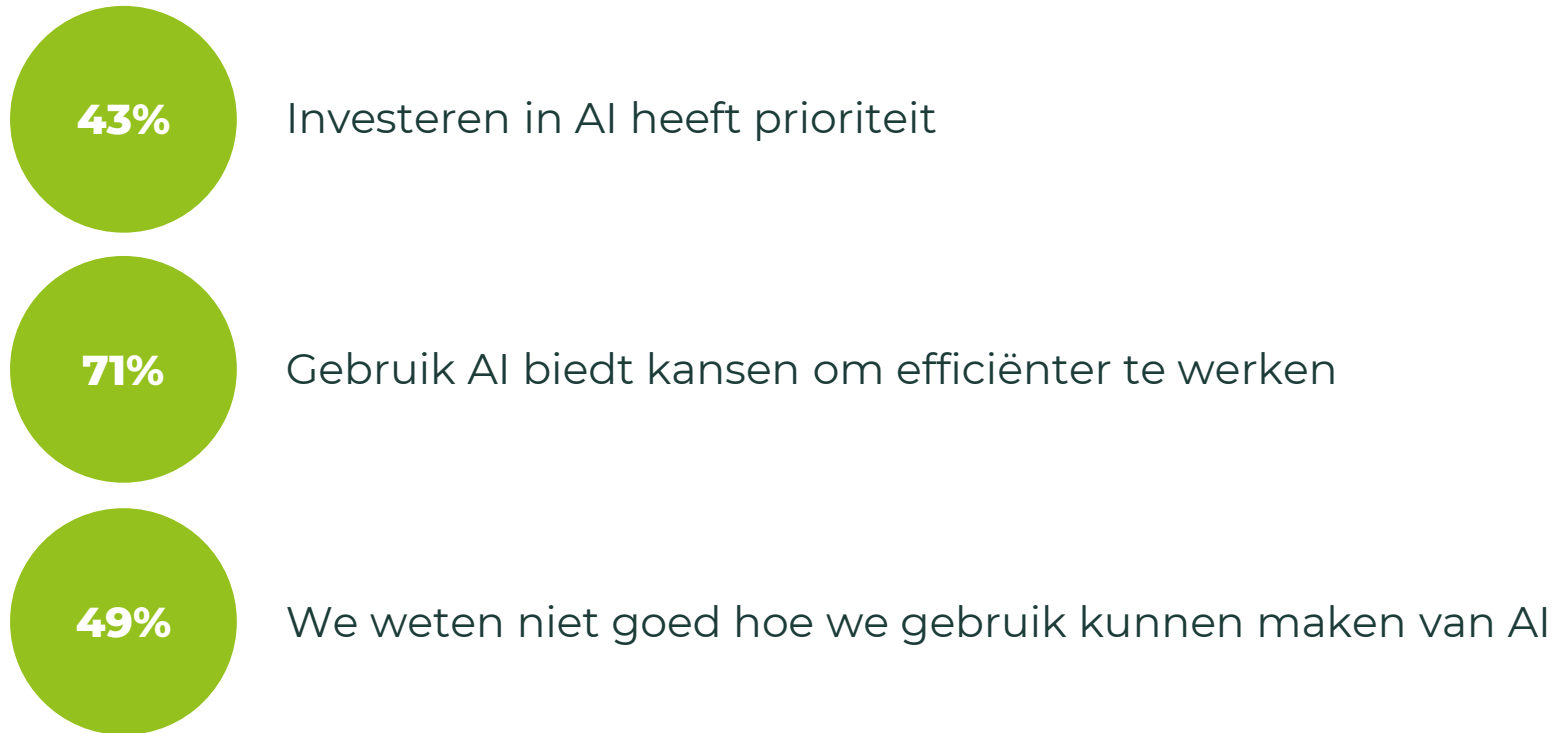 43% Investeren in AI heeft prioriteit
71% Gebruik AI biedt kansen om efficiënter te werken
49% We weten niet goed hoe we gebruik kunnen maken van AI